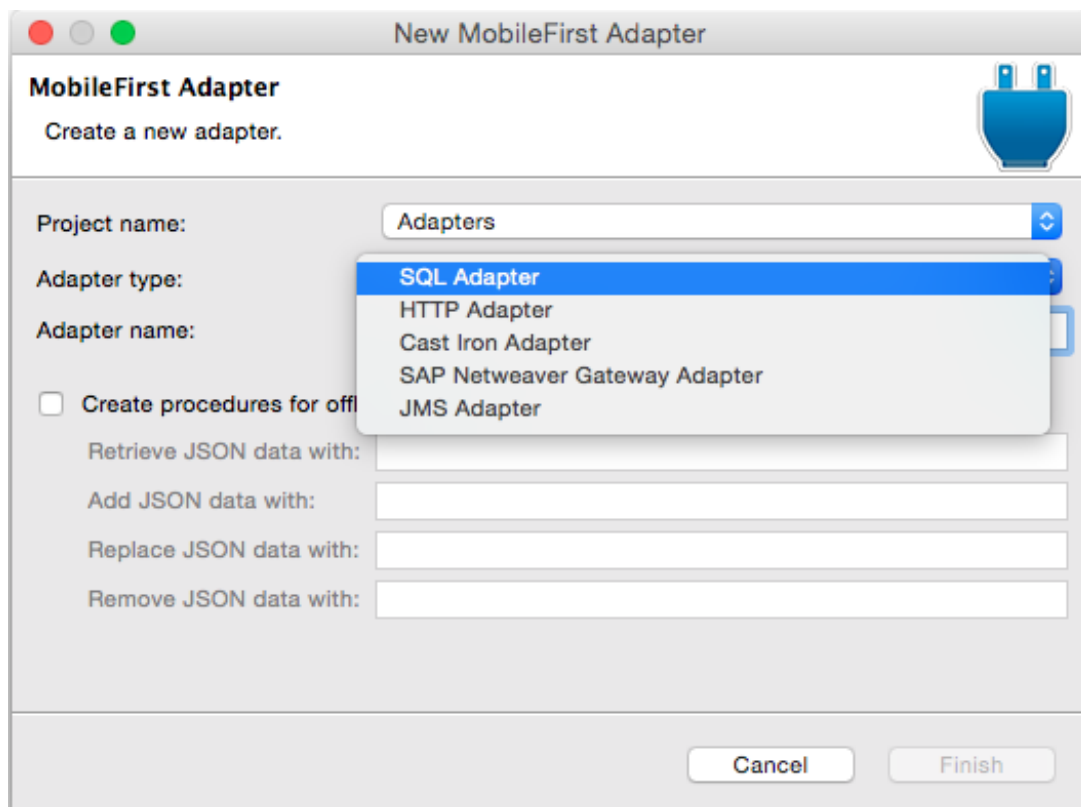 New MobileFirst Adapter
MobileFirst Adapter
Create a new adapter.
Project name:
Adapters
Adapter type:
SQL Adapter
HTTP Adapter
Adapter name:
Cast Iron Adapter
SAP Netweaver Gateway Adapter
JMS Adapter
Create procedures for
Retrieve JSON data with:
Add JSON data with:
Replace JSON data with:
Remove JSON data with:
Cancel
Finish